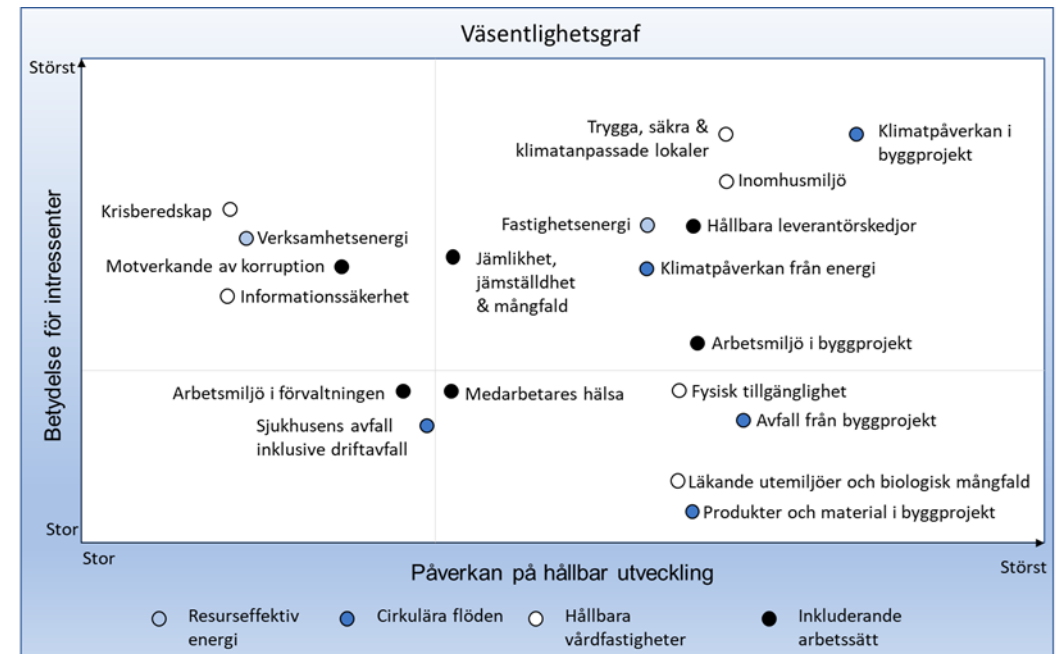 Väsentlighetsgraf
Störst
Trygga, säkra &
klimatanpassade lokaler
Klimatpåverkan i
byggprojekt
Inomhusmiljö
Krisberedskap
Verksamhetsenergi
Fastighetsenergi
Hållbara leverantörskedjor
Motverkande av korruption
Jämlikhet,
jämställdhet
& mångfald
Klimatpåverkan från energi
Informationssäkerhet
Arbetsmiljö i byggprojekt
Betydelse för intressenter
Arbetsmiljö i förvaltningen
Medarbetares hälsa
Fysisk tillgänglighet
Sjukhusens avfall
inklusive driftavfall
Avfall från byggprojekt
Läkande utemiljöer och biologisk mångfald
Produkter och material i byggprojekt
Stor
Stor
Påverkan på hållbar utveckling
Störst
Resurseffektiv
energi
Cirkulära flöden
Hållbara
vårdfastigheter
Inkluderande
arbetssätt